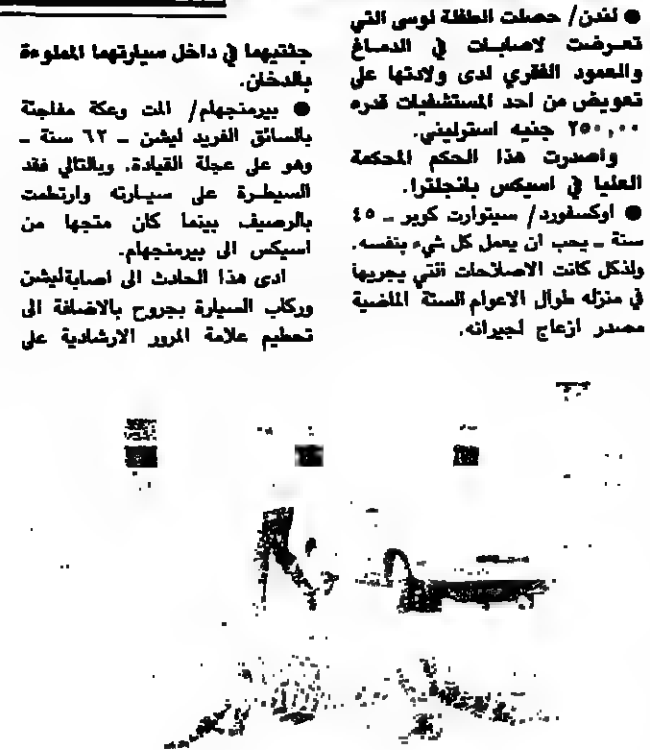 ● لندن/ حصلت الطفلة لوسى التي
تعرضت لاصابات في الدماغ
والعمود الفقري لدى ولادتها على
تعويض من احد المستشفيات قدره
٢٥٠,٠٠٠ جنيه استرليني.
واصدرت هذا الحكم المحكمة
العليا في اسيكس بانجلترا.
● اوكسفورد/ سيتوارت كوبر ـ ٤٥
سنة ـ يحب ان يعمل كل شيء بنفسه.
ولذكل كانت الاصلاحات التي يجريها
في منزله طوال الاعوام الستة الماضية
مصدر ازعاج لجيرانه.
جثتيهما في داخل سيارتهما المملوءة
بالدخان.
● بيرمنجهام/ المت وعكة مفاجئة
بالسائق الفريد ليشن ـ ٦٢ سنة ـ
وهو على عجلة القيادة. وبالتالي فقد
السيطرة على سيارته وارتطمت
بالرصيف بينما كان متجها من
اسيكس الى بيرمنجهام.
ادى هذا الحادث الى اصابة ليشن
وركاب السيارة بجروح بالاضافة الى
تحطيم علامة المرور الارشادية على